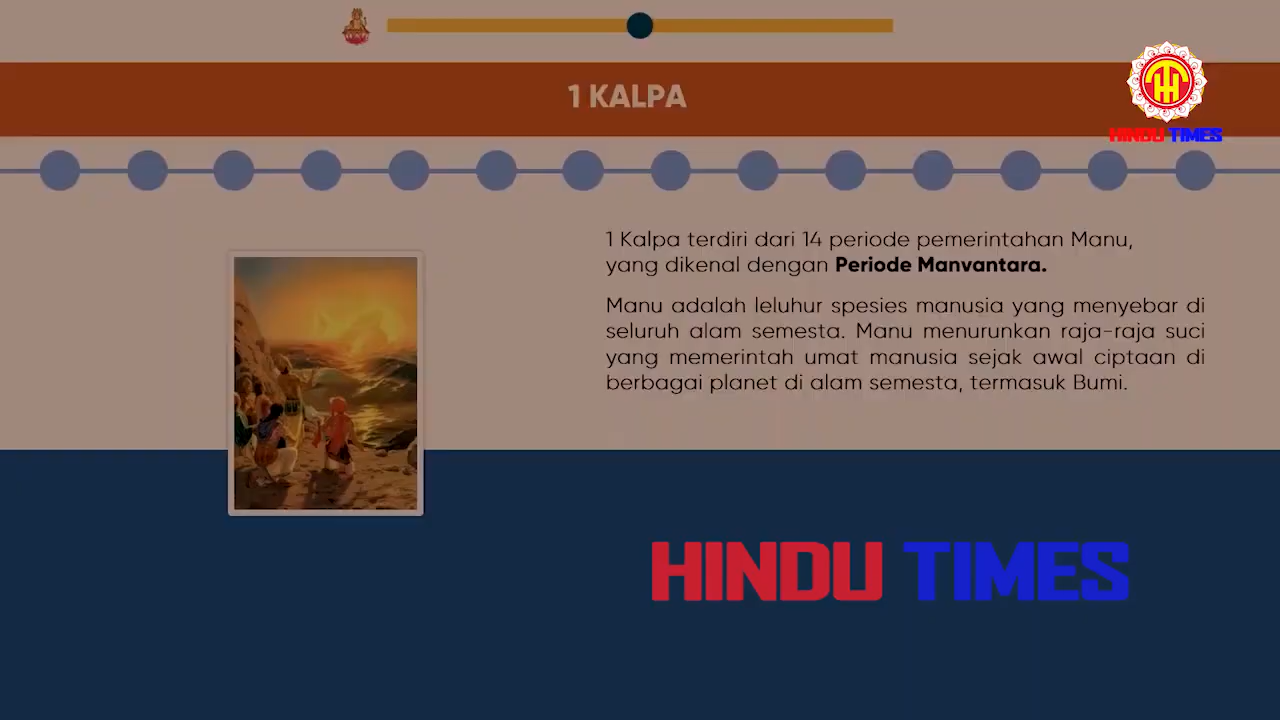 1 KALPA
HINDU TIMES
1 Kalpa terdiri dari 14 periode pemerintahan Manu,
yang dikenal dengan Periode Manvantara.
Manu adalah leluhur spesies manusia yang menyebar di
seluruh alam semesta. Manu menurunkan raja-raja suci
yang memerintah umat manusia sejak awal ciptaan di
berbagai planet di alam semesta, termasuk Bumi.
HINDU TIMES